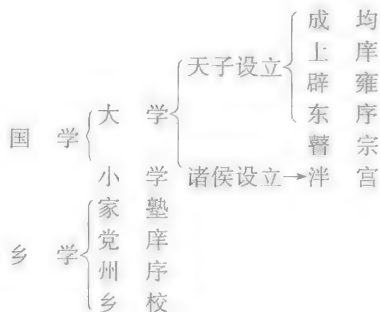 成均
上庠
天子设立 辟雍
大学 东序
国学 瞽宗
小学 诸侯设立→泮宫
家塾
党庠
乡学 州序
乡校